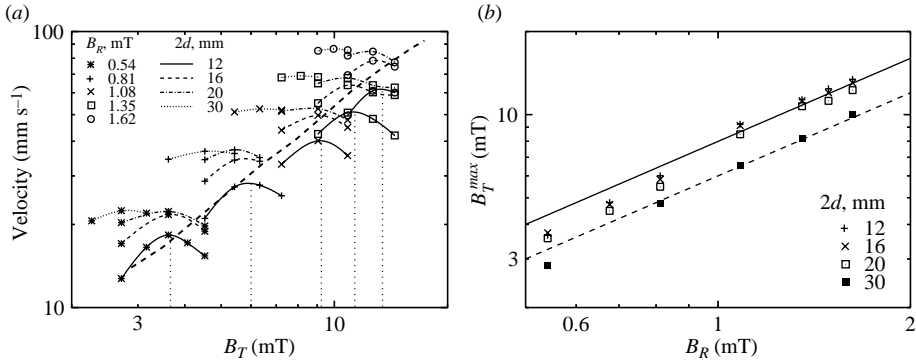 (a)
100
B_R, mT 2d, mm
0.54 12
0.81 16
1.08 20
1.35 30
1.62
Velocity (mm s⁻¹)
10
3 10
B_T (mT)
(b)
10
3
B_T^max (mT)
2d, mm
12
16
20
30
0.6 1 2
B_R (mT)